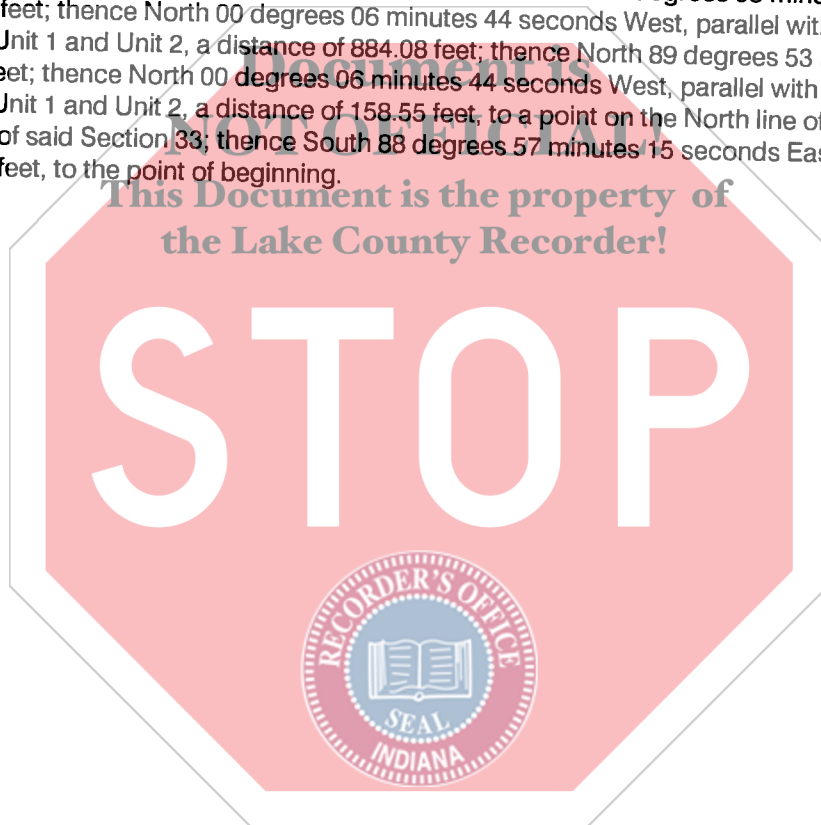 feet; thence North 00 degrees 06 minutes 44 seconds West, parallel
Unit 1 and Unit 2, a distance of 884.08 feet; thence North 89 degrees 53
thence North 00 degrees 06 minutes 44 seconds West, parallel with
Unit 1 and Unit 2, a distance of 158.55 feet, to a point on the North line of
of said Section 33; thence South 88 degrees 57 minutes 15 seconds
feet, to the point of beginning.
Document is
NOT OFFICIAL!
This Document is the property of
the Lake County Recorder!
STOP
RECORDER'S OFFICE
SEAL
INDIANA